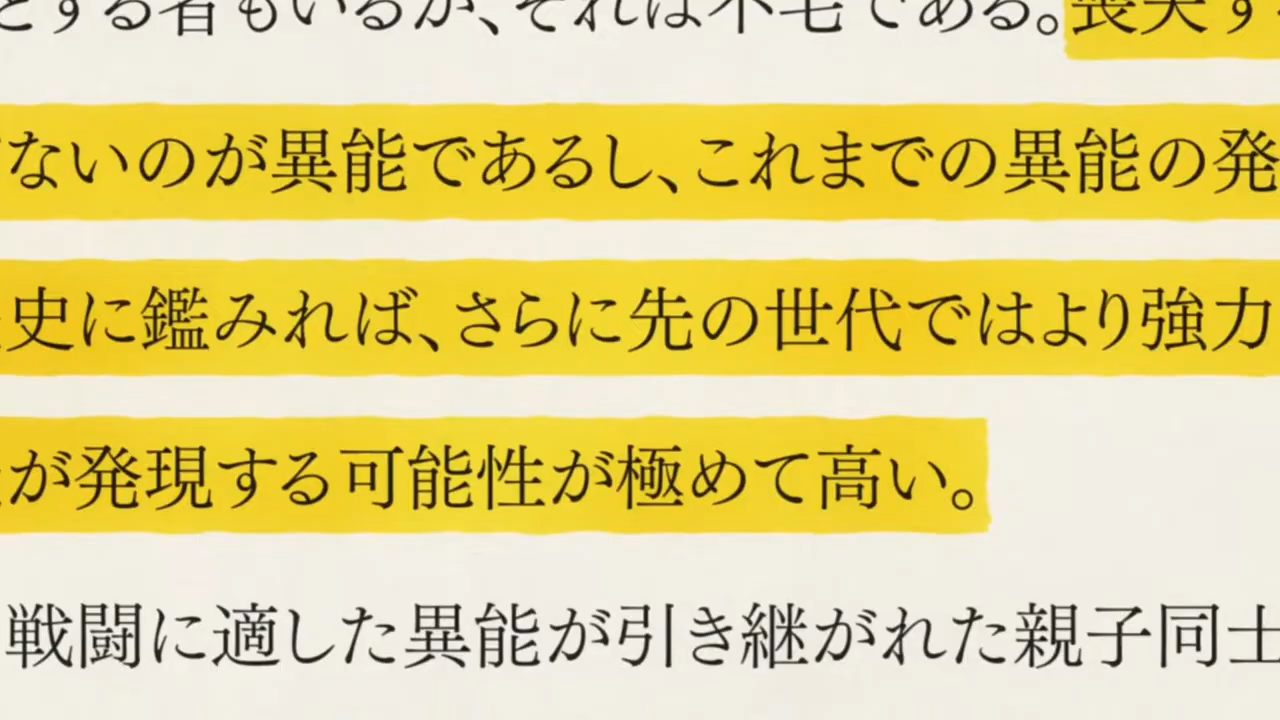 とする者もいるが、それは不毛である。喪失す
ないのが異能であるし、これまでの異能の発
史に鑑みれば、さらに先の世代ではより強力
が発現する可能性が極めて高い。
戦闘に適した異能が引き継がれた親子同士